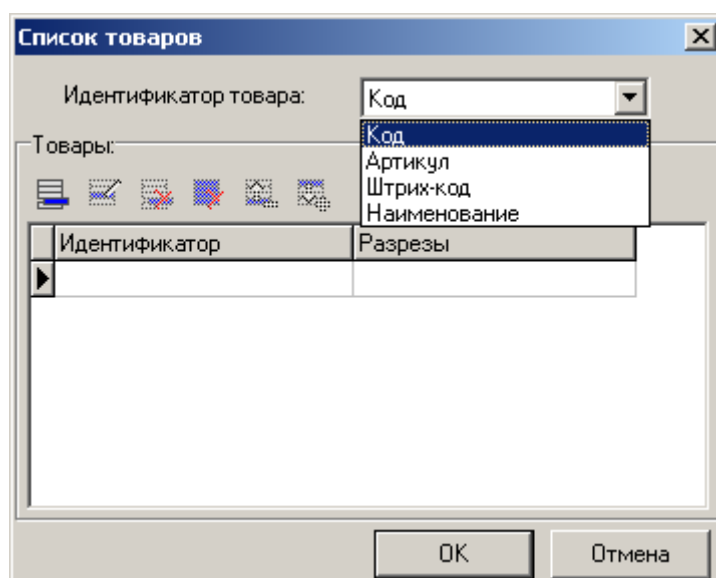 Список товаров
Идентификатор товара:
Код
Код
Артикул
Штрих-код
Наименование
Товары:
Идентификатор Разрезы
OK Отмена